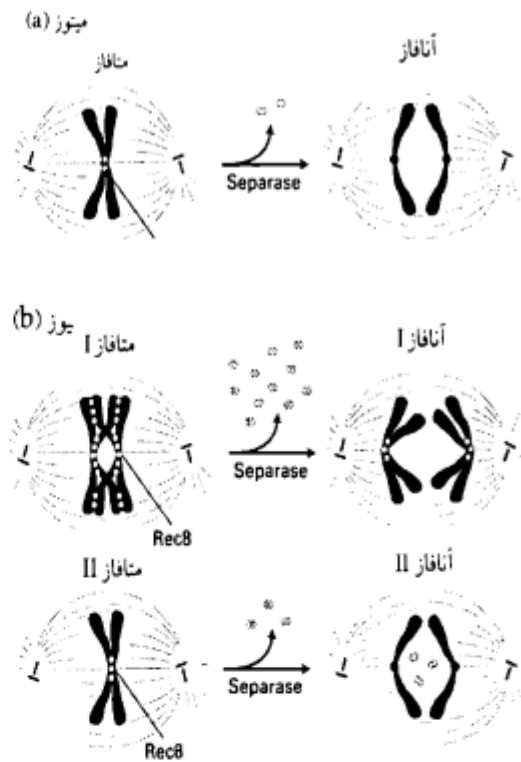 (a) میتوز
متافاز
آنافاز
Separase
(b) یوز
متافاز I
آنافاز I
Separase
Rec8
متافاز II
آنافاز II
Separase
Rec8